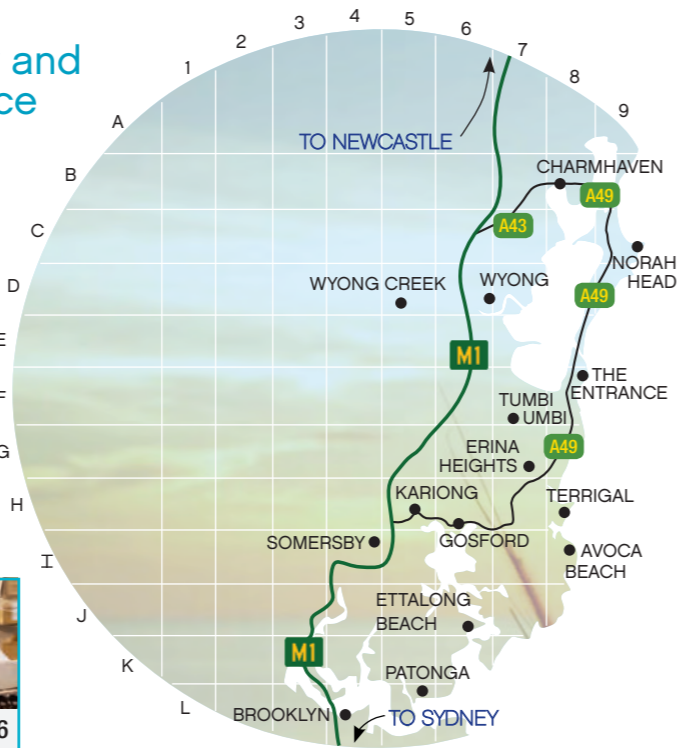 and
ce
1
2
3
4
5
6
7
8
9
A
B
C
D
E
F
G
H
I
J
K
L
TO NEWCASTLE
CHARMHAVEN
A49
A43
NORAH
HEAD
WYONG CREEK
WYONG
A49
M1
THE
ENTRANCE
TUMBI
UMBI
ERINA
HEIGHTS
A49
KARIONG
TERRIGAL
SOMERSBY
GOSFORD
AVOCA
BEACH
ETTALONG
BEACH
M1
PATONGA
BROOKLYN
TO SYDNEY
6